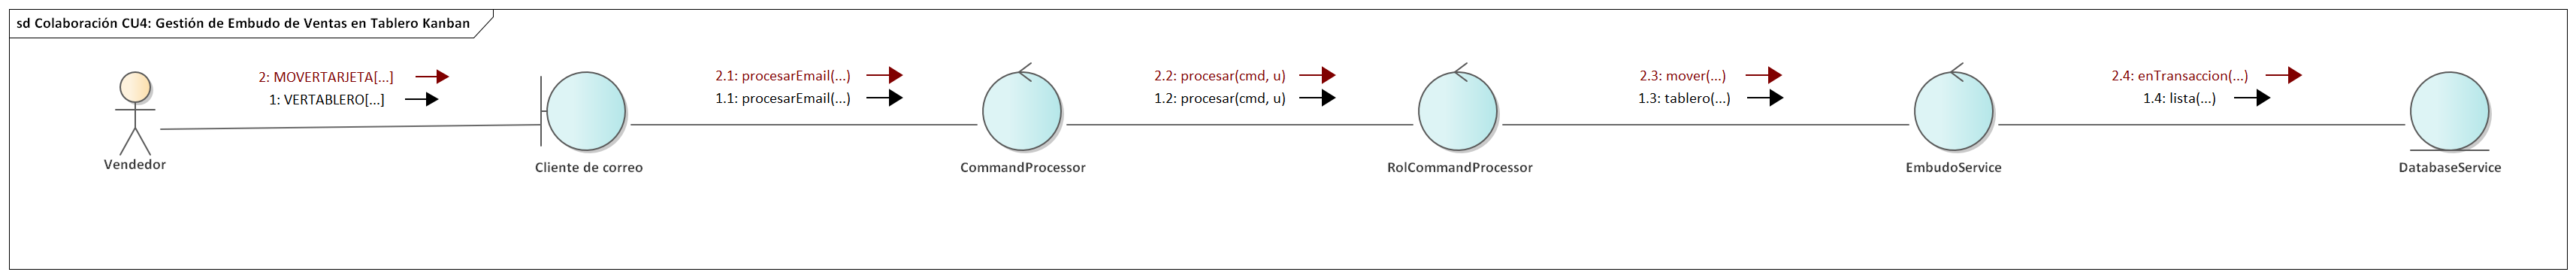 sd Colaboración CU4: Gestión de Embudo de Ventas en Tablero Kanban
2: MOVERTARJETA[...]
1: VERTABLERO[...]
2.1: procesarEmail(...)
1.1: procesarEmail(...)
2.2: procesar(cmd, u)
1.2: procesar(cmd, u)
2.3: mover(...)
1.3: tablero(...)
2.4: enTransaccion(...)
1.4: lista(...)
Vendedor
Cliente de correo
CommandProcessor
RolCommandProcessor
EmbudoService
DatabaseService